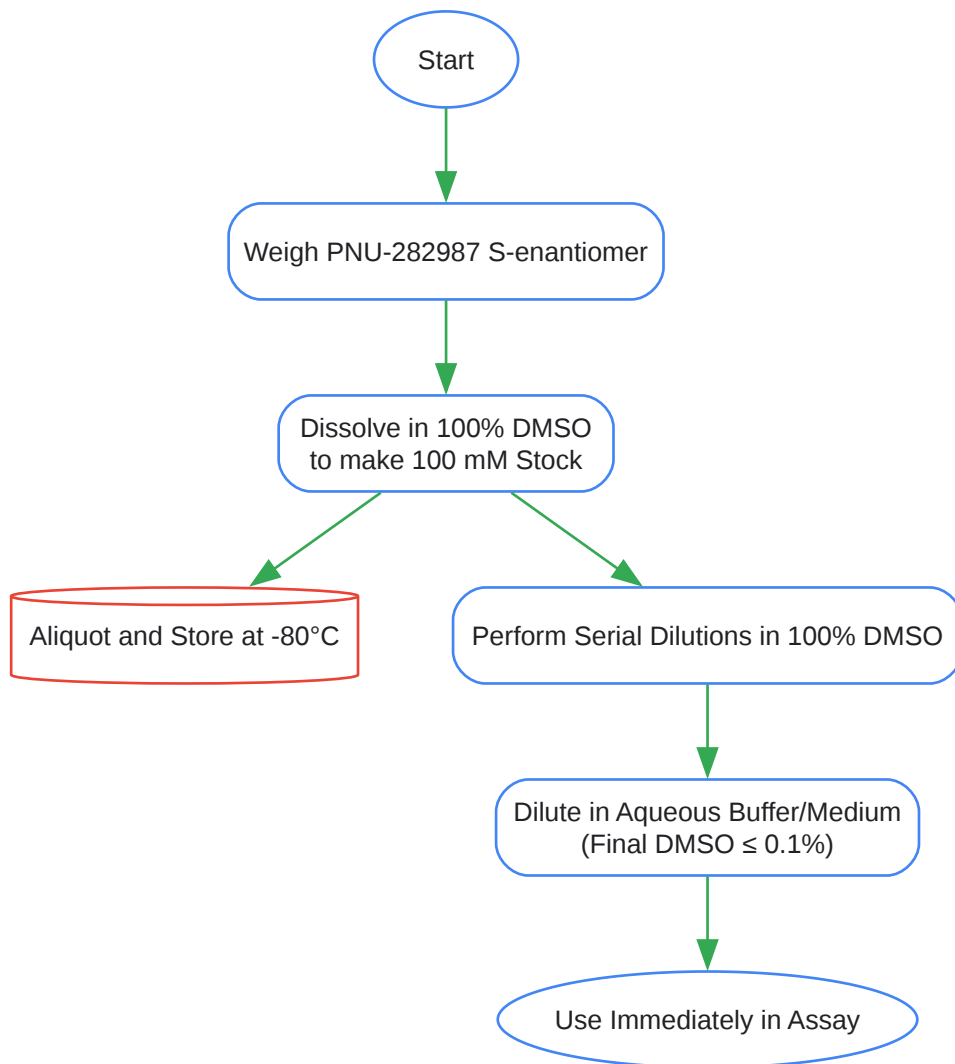 Start
Weigh PNU-282987 S-enantiomer
Dissolve in 100% DMSO
to make 100 mM Stock
Aliquot and Store at -80°C
Perform Serial Dilutions in 100% DMSO
Dilute in Aqueous Buffer/Medium
(Final DMSO ≤ 0.1%)
Use Immediately in Assay